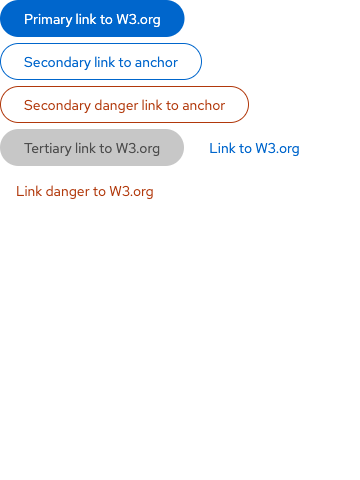 Primary link to W3.org
Secondary link to anchor
Secondary danger link to anchor
Tertiary link to W3.org Link to W3.org
Link danger to W3.org